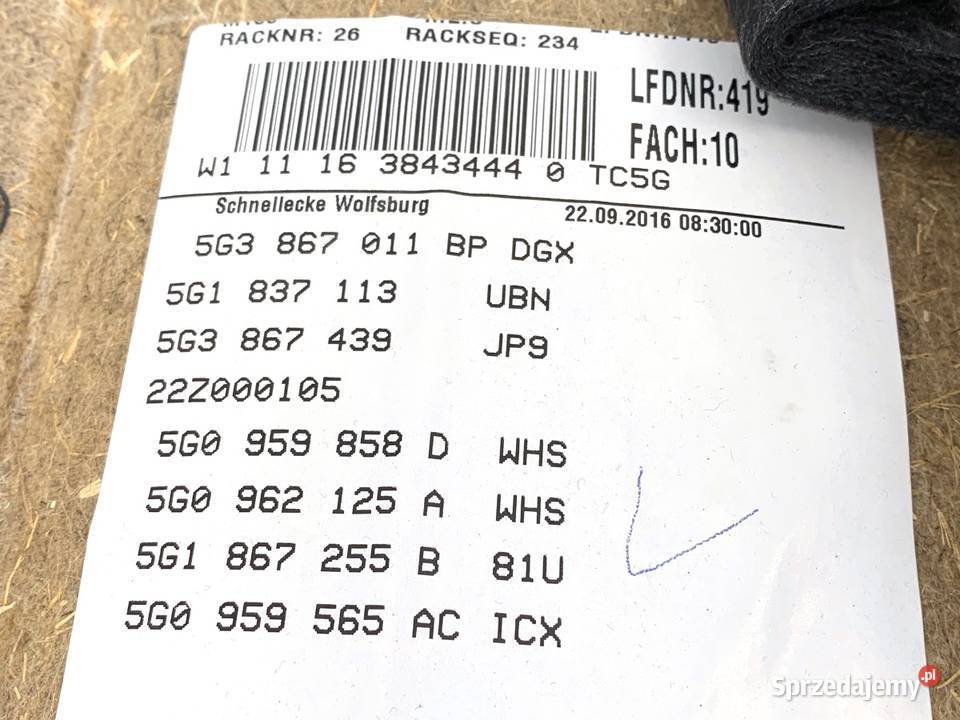 RACKNR: 26 RACKSEQ: 234
LFDNR:419
FACH:10
W1 11 16 3843444 0 TC5G
Schnellecke Wolfsburg 22.09.2016 08:30:00
5G3 867 011 BP DGX
5G1 837 113 UBN
5G3 867 439 JP9
22Z000105
5G0 959 858 D WHS
5G0 962 125 A WHS
5G1 867 255 B 81U
5G0 959 565 AC ICX
Sprzedajemy.pl